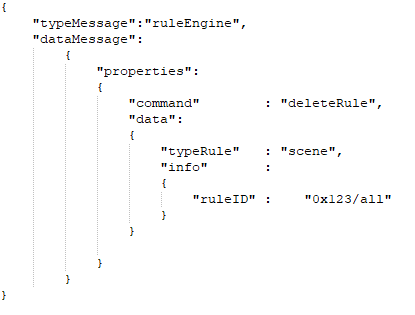 {
    "typeMessage":"ruleEngine",
    "dataMessage":
        {
            "properties":
            {
                "command"        : "deleteRule",
                "data":
                {
                    "typeRule"   : "scene",
                    "info"       :
                    {
                        "ruleID" :    "0x123/all"
                    }
                }

            }
        }
}